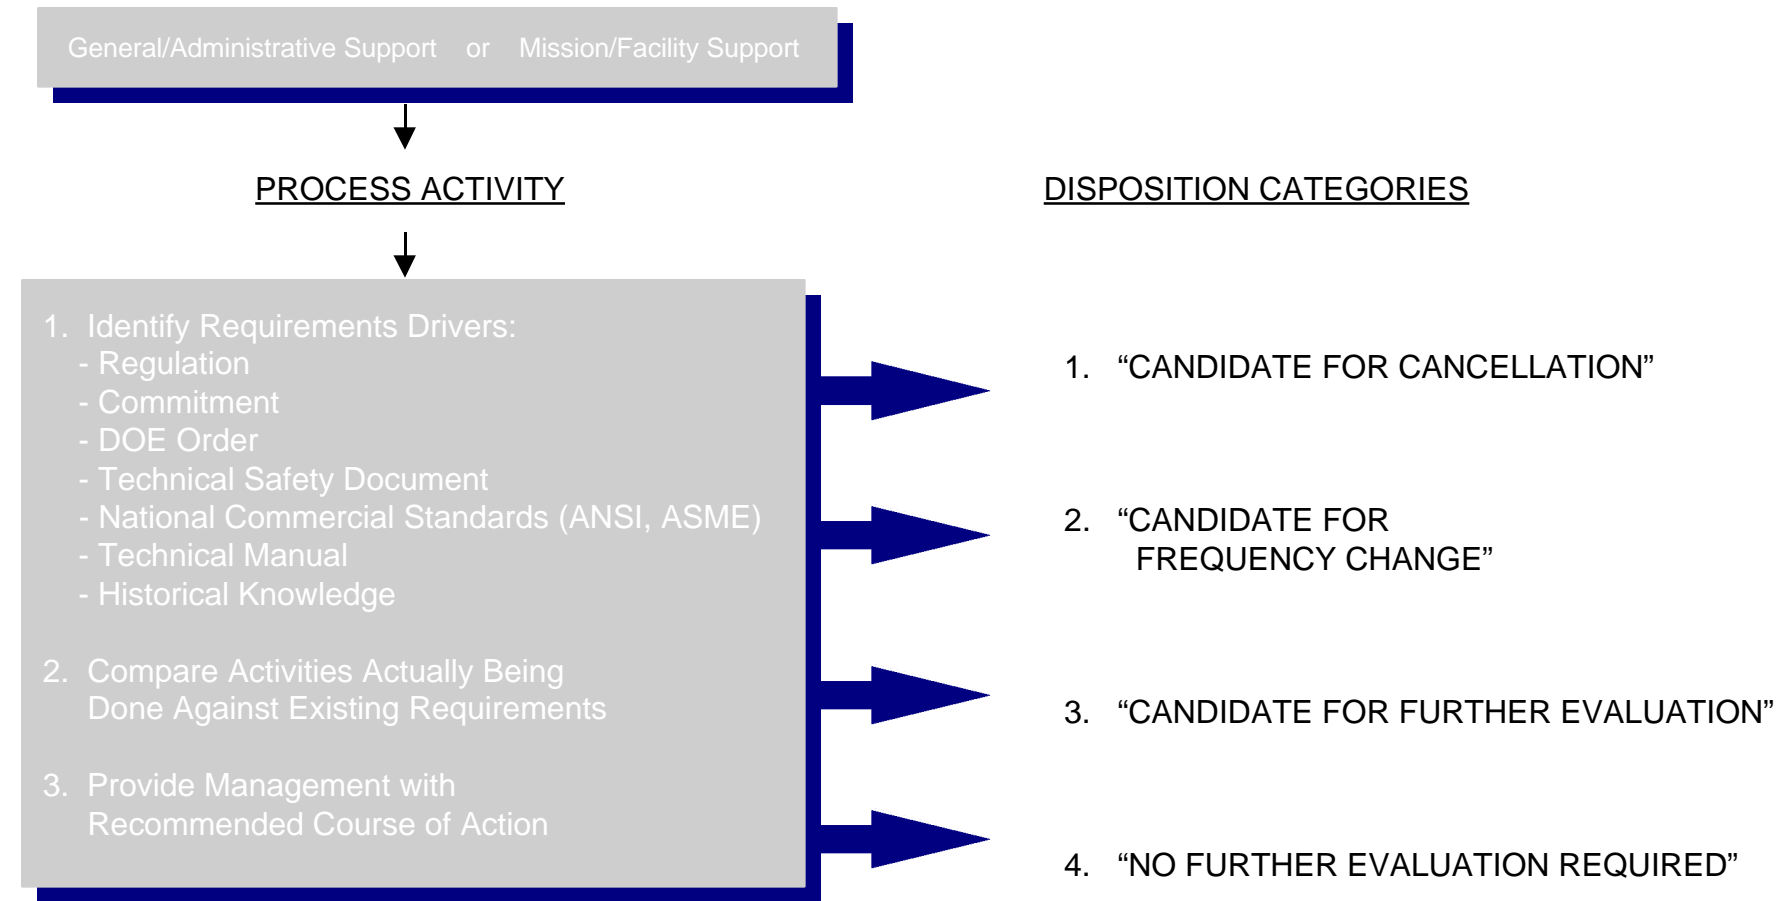 General/Administrative Support or Mission/Facility Support
PROCESS ACTIVITY
1. Identify Requirements Drivers:
- Regulation
- Commitment
- DOE Order
- Technical Safety Document
- National Commercial Standards (ANSI, ASME)
- Technical Manual
- Historical Knowledge
2. Compare Activities Actually Being
Done Against Existing Requirements
3. Provide Management with
Recommended Course of Action
DISPOSITION CATEGORIES
1. “CANDIDATE FOR CANCELLATION”
2. “CANDIDATE FOR
FREQUENCY CHANGE”
3. “CANDIDATE FOR FURTHER EVALUATION”
4. “NO FURTHER EVALUATION REQUIRED”